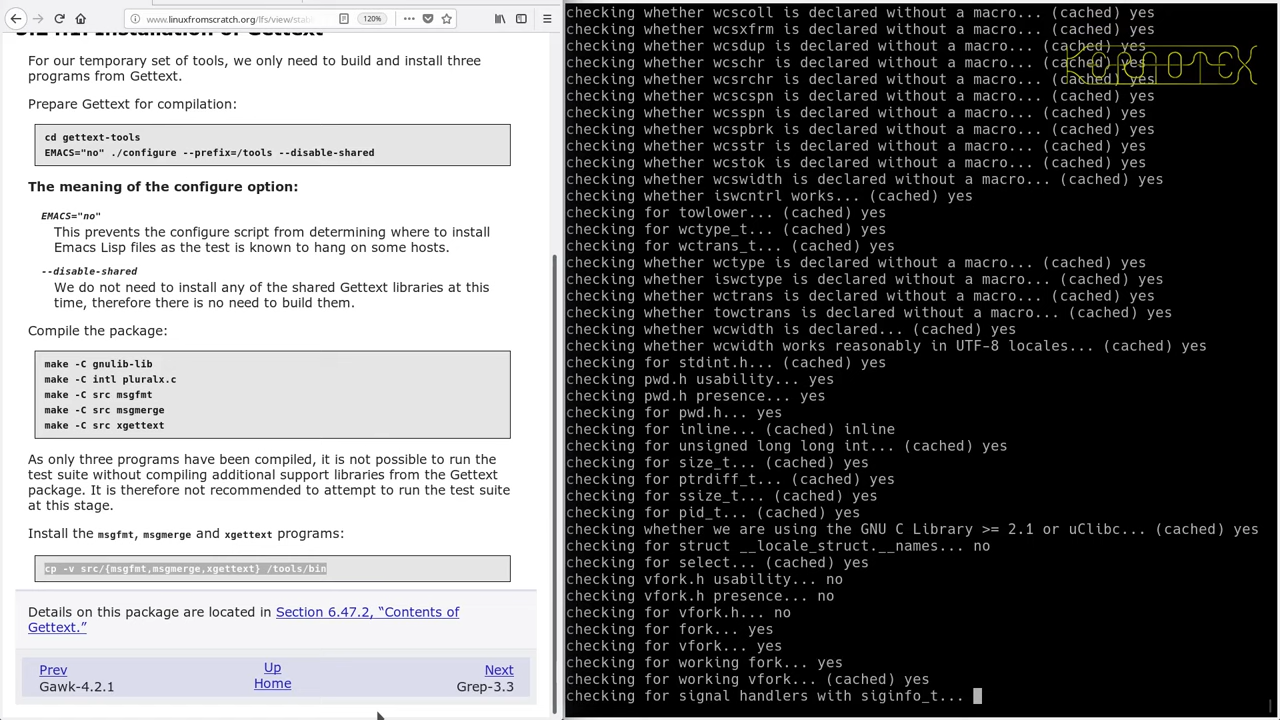 www.linuxfromscratch.org/lfs/view/stab
120%
5.24.1. Installation of Gettext
For our temporary set of tools, we only need to build and install three
programs from Gettext.
Prepare Gettext for compilation:
cd gettext-tools
EMACS="no" ./configure --prefix=/tools --disable-shared
The meaning of the configure option:
EMACS="no"
This prevents the configure script from determining where to install
Emacs Lisp files as the test is known to hang on some hosts.
--disable-shared
We do not need to install any of the shared Gettext libraries at this
time, therefore there is no need to build them.
Compile the package:
make -C gnulib-lib
make -C intl pluralx.c
make -C src msgfmt
make -C src msgmerge
make -C src xgettext
As only three programs have been compiled, it is not possible to run the
test suite without compiling additional support libraries from the Gettext
package. It is therefore not recommended to attempt to run the test suite
at this stage.
Install the msgfmt, msgmerge and xgettext programs:
cp -v src/{msgfmt,msgmerge,xgettext} /tools/bin
Details on this package are located in Section 6.47.2, “Contents of
Gettext.”
Prev
Gawk-4.2.1
Up
Home
Next
Grep-3.3
checking whether wcscoll is declared without a macro... (cached) yes
checking whether wcsxfrm is declared without a macro... (cached) yes
checking whether wcsdup is declared without a macro... (cached) yes
checking whether wcschr is declared without a macro... (cached) yes
checking whether wcsrchr is declared without a macro... (cached) yes
checking whether wcscspn is declared without a macro... (cached) yes
checking whether wcsspn is declared without a macro... (cached) yes
checking whether wcspbrk is declared without a macro... (cached) yes
checking whether wcsstr is declared without a macro... (cached) yes
checking whether wcstok is declared without a macro... (cached) yes
checking whether wcswidth is declared without a macro... (cached) yes
checking whether iswcntrl works... (cached) yes
checking for towlower... (cached) yes
checking for wctype_t... (cached) yes
checking for wctrans_t... (cached) yes
checking whether wctype is declared without a macro... (cached) yes
checking whether iswctype is declared without a macro... (cached) yes
checking whether wctrans is declared without a macro... (cached) yes
checking whether towctrans is declared without a macro... (cached) yes
checking whether wcwidth is declared... (cached) yes
checking whether wcwidth works reasonably in UTF-8 locales... (cached) yes
checking for stdint.h... (cached) yes
checking pwd.h usability... yes
checking pwd.h presence... yes
checking for pwd.h... yes
checking for inline... (cached) inline
checking for unsigned long long int... (cached) yes
checking for size_t... (cached) yes
checking for ptrdiff_t... (cached) yes
checking for ssize_t... (cached) yes
checking for pid_t... (cached) yes
checking whether we are using the GNU C Library >= 2.1 or uClibc... (cached) yes
checking for struct __locale_struct.__names... no
checking for select... (cached) yes
checking vfork.h usability... no
checking vfork.h presence... no
checking for vfork.h... no
checking for fork... yes
checking for vfork... yes
checking for working fork... yes
checking for working vfork... (cached) yes
checking for signal handlers with siginfo_t...